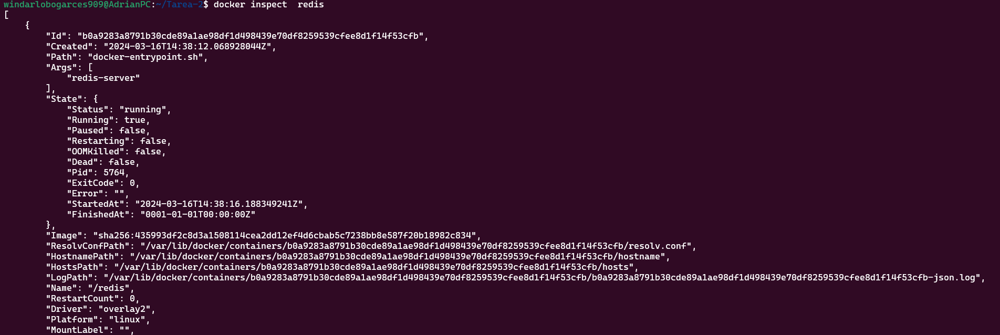 windarlobogarces909@AdrianPC:~/Tarea-2$ docker inspect  redis
[
    {
        "Id": "b0a9283a8791b30cde89a1ae98df1d498439e70df8259539cfee8d1f14f53cfb",
        "Created": "2024-03-16T14:38:12.068928044Z",
        "Path": "docker-entrypoint.sh",
        "Args": [
            "redis-server"
        ],
        "State": {
            "Status": "running",
            "Running": true,
            "Paused": false,
            "Restarting": false,
            "OOMKilled": false,
            "Dead": false,
            "Pid": 5764,
            "ExitCode": 0,
            "Error": "",
            "StartedAt": "2024-03-16T14:38:16.188349241Z",
            "FinishedAt": "0001-01-01T00:00:00Z"
        },
        "Image": "sha256:435993df2c8d3a1508114cea2dd12ef4d6cbab5c7238bb8e587f20b18982c834",
        "ResolvConfPath": "/var/lib/docker/containers/b0a9283a8791b30cde89a1ae98df1d498439e70df8259539cfee8d1f14f53cfb/resolv.conf",
        "HostnamePath": "/var/lib/docker/containers/b0a9283a8791b30cde89a1ae98df1d498439e70df8259539cfee8d1f14f53cfb/hostname",
        "HostsPath": "/var/lib/docker/containers/b0a9283a8791b30cde89a1ae98df1d498439e70df8259539cfee8d1f14f53cfb/hosts",
        "LogPath": "/var/lib/docker/containers/b0a9283a8791b30cde89a1ae98df1d498439e70df8259539cfee8d1f14f53cfb/b0a9283a8791b30cde89a1ae98df1d498439e70df8259539cfee8d1f14f53cfb-json.log",
        "Name": "/redis",
        "RestartCount": 0,
        "Driver": "overlay2",
        "Platform": "linux",
        "MountLabel": "",